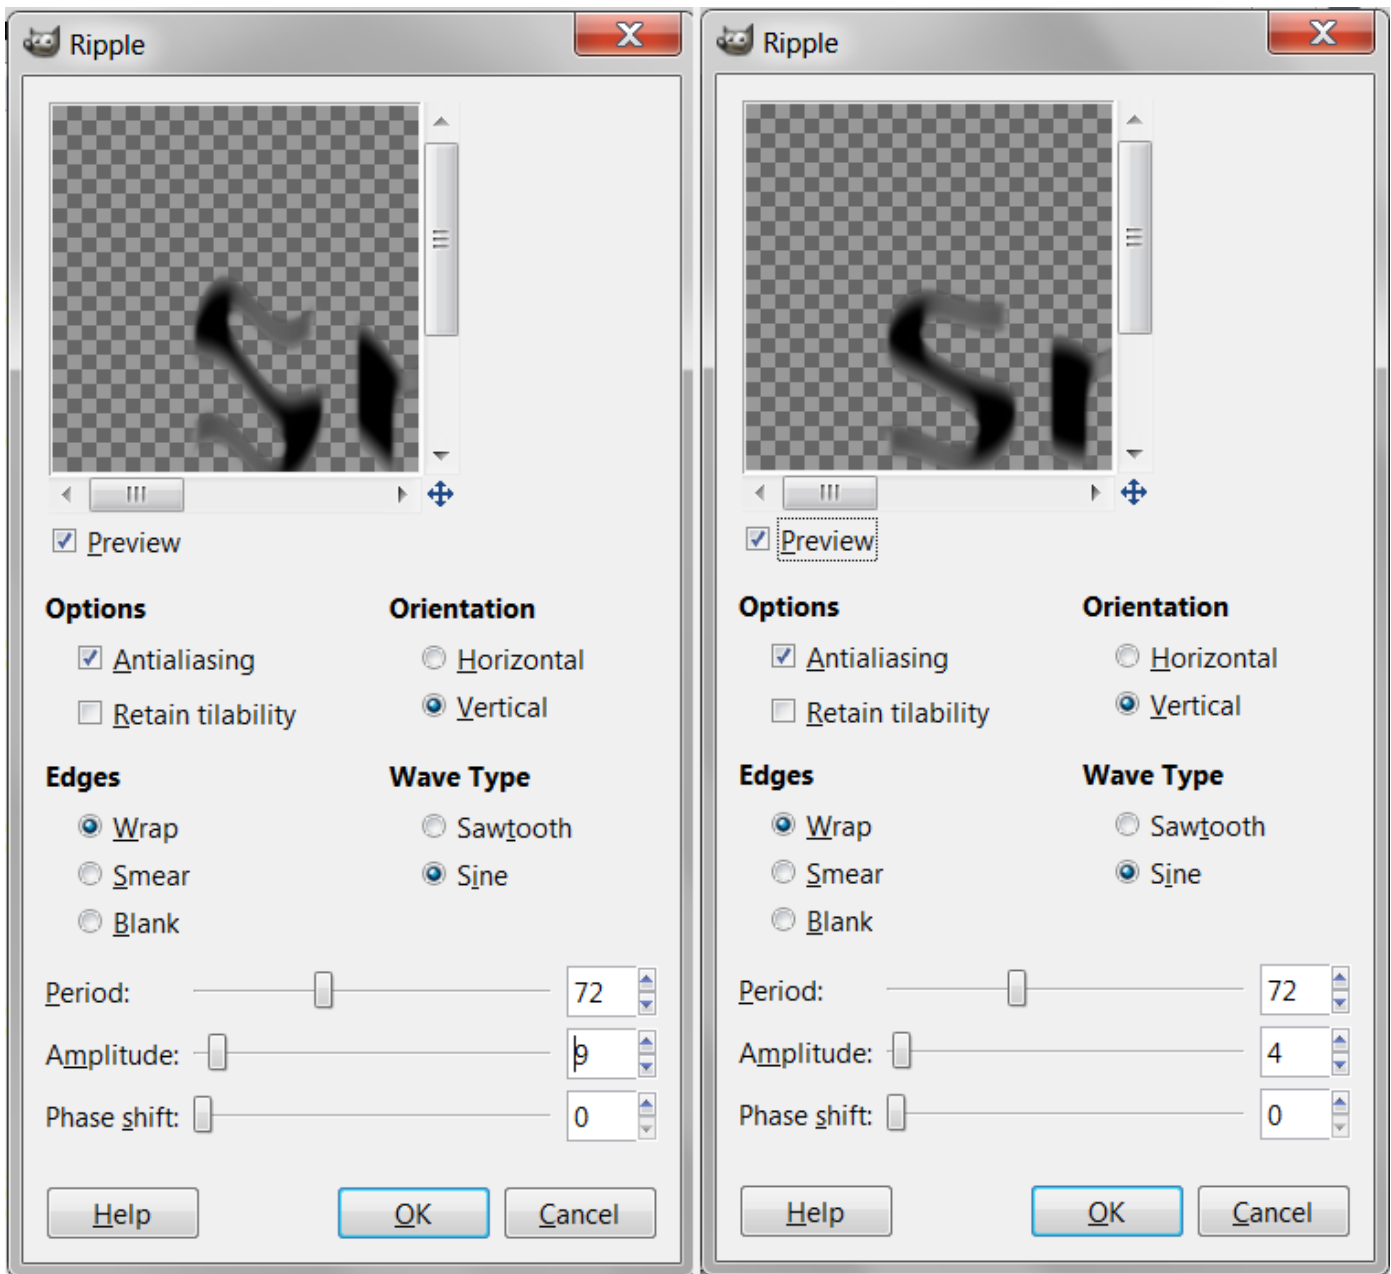 Ripple
Preview
Options Orientation
Antialiasing Horizontal
Retain tilability Vertical
Edges Wave Type
Wrap Sawtooth
Smear Sine
Blank
Period: 72
Amplitude: 9
Phase shift: 0
Help OK Cancel
Ripple
Preview
Options Orientation
Antialiasing Horizontal
Retain tilability Vertical
Edges Wave Type
Wrap Sawtooth
Smear Sine
Blank
Period: 72
Amplitude: 4
Phase shift: 0
Help OK Cancel